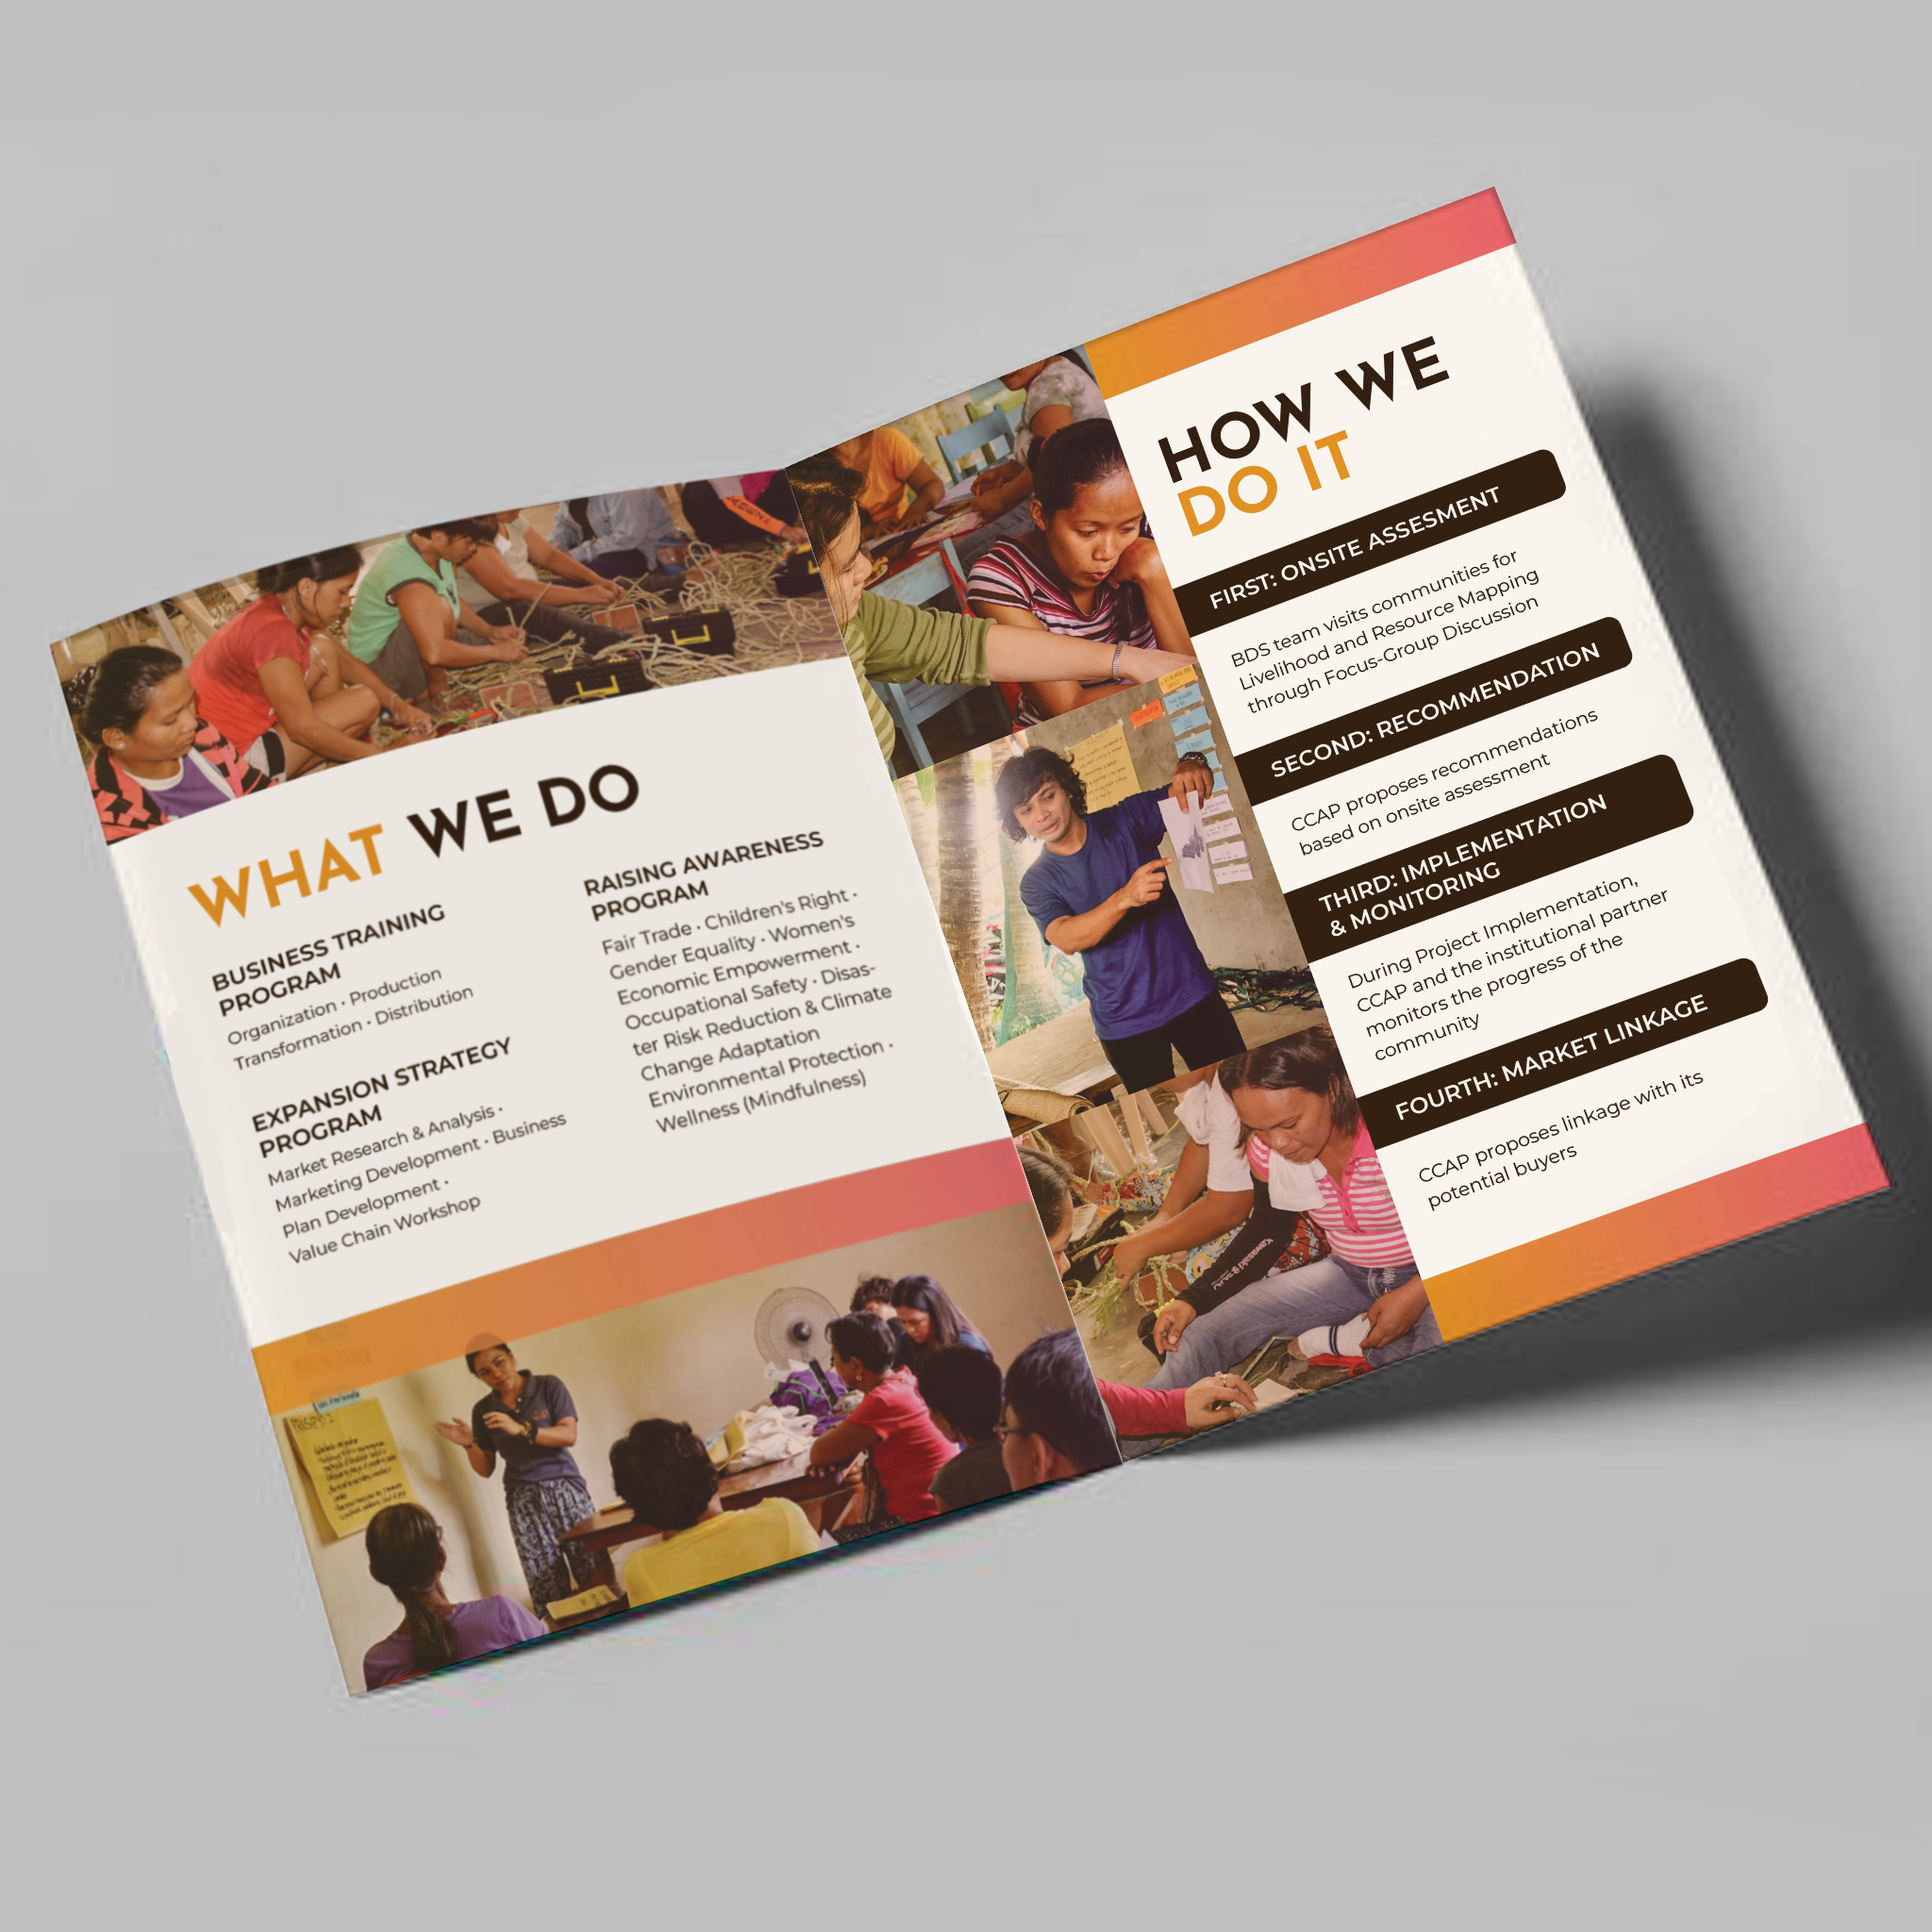 WHAT WE DO
BUSINESS TRAINING
PROGRAM
Organization • Production
Transformation • Distribution
EXPANSION STRATEGY
PROGRAM
Market Research & Analysis •
Marketing Development • Business
Plan Development •
Value Chain Workshop
RAISING AWARENESS
PROGRAM
Fair Trade • Children's Right •
Gender Equality • Women's
Economic Empowerment •
Occupational Safety • Disas-
ter Risk Reduction & Climate
Change Adaptation
Environmental Protection •
Wellness (Mindfulness)
HOW WE
DO IT
FIRST: ONSITE ASSESMENT
BDS team visits communities for
Livelihood and Resource Mapping
through Focus-Group Discussion
SECOND: RECOMMENDATION
CCAP proposes recommendations
based on onsite assessment
THIRD: IMPLEMENTATION
& MONITORING
During Project Implementation,
CCAP and the institutional partner
monitors the progress of the
community
FOURTH: MARKET LINKAGE
CCAP proposes linkage with its
potential buyers